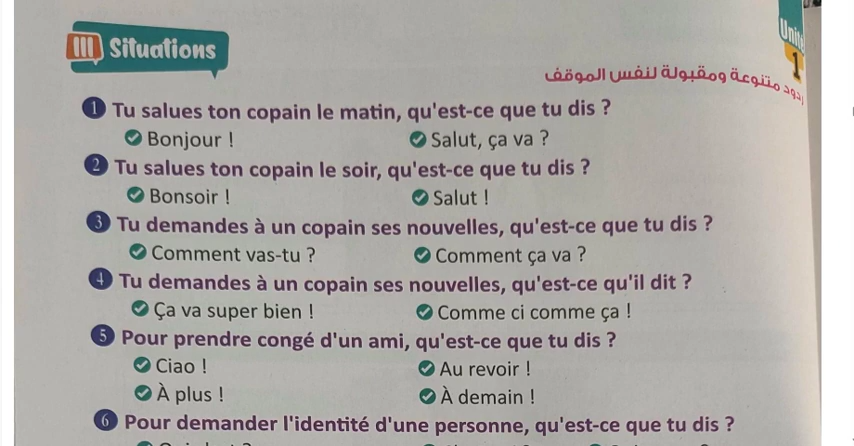 III Situations
Unité 1
ردود متنوعة ومقبولة لنفس الموقف
1 Tu salues ton copain le matin, qu'est-ce que tu dis ?
Bonjour ! Salut, ça va ?
2 Tu salues ton copain le soir, qu'est-ce que tu dis ?
Bonsoir ! Salut !
3 Tu demandes à un copain ses nouvelles, qu'est-ce que tu dis ?
Comment vas-tu ? Comment ça va ?
4 Tu demandes à un copain ses nouvelles, qu'est-ce qu'il dit ?
Ça va super bien ! Comme ci comme ça !
5 Pour prendre congé d'un ami, qu'est-ce que tu dis ?
Ciao ! Au revoir !
À plus ! À demain !
6 Pour demander l'identité d'une personne, qu'est-ce que tu dis ?